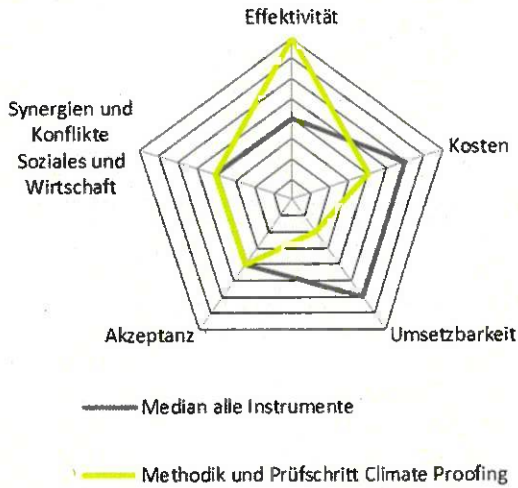 Effektivität
Synergien und
Konflikte
Soziales und
Wirtschaft
Kosten
Akzeptanz
Umsetzbarkeit
Median alle Instrumente
Methodik und Prüfschritt Climate Proofing